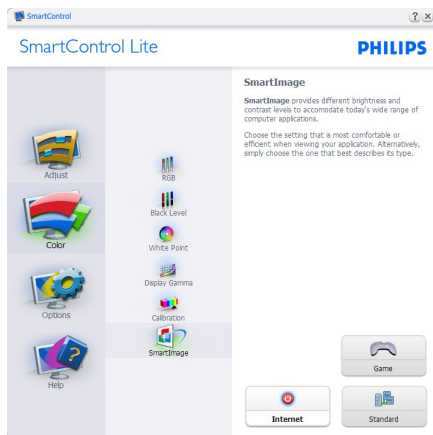 SmartControl
SmartControl Lite
PHILIPS
Adjust
Color
Options
Help
RGB
Black Level
White Point
Display Gamma
Calibration
SmartImage
SmartImage
SmartImage provides different brightness and
contrast levels to accomodate today's wide range of
computer applications.
Choose the setting that is most comfortable or
efficient when viewing your application. Alternatively,
simply choose the one that best describes its type.
Game
Internet
Standard